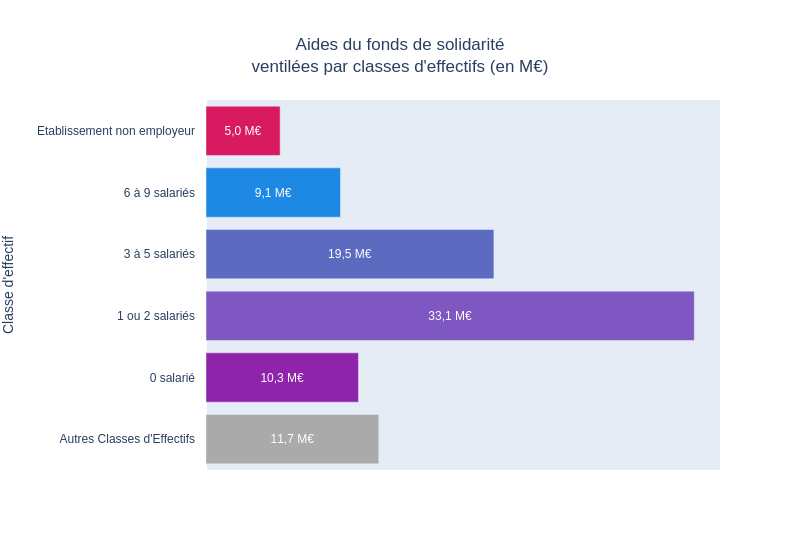 Aides du fonds de solidarité
ventilées par classes d'effectifs (en M€)
Classe d'effectif
Etablissement non employeur
5,0 M€
6 à 9 salariés
9,1 M€
3 à 5 salariés
19,5 M€
1 ou 2 salariés
33,1 M€
0 salarié
10,3 M€
Autres Classes d'Effectifs
11,7 M€